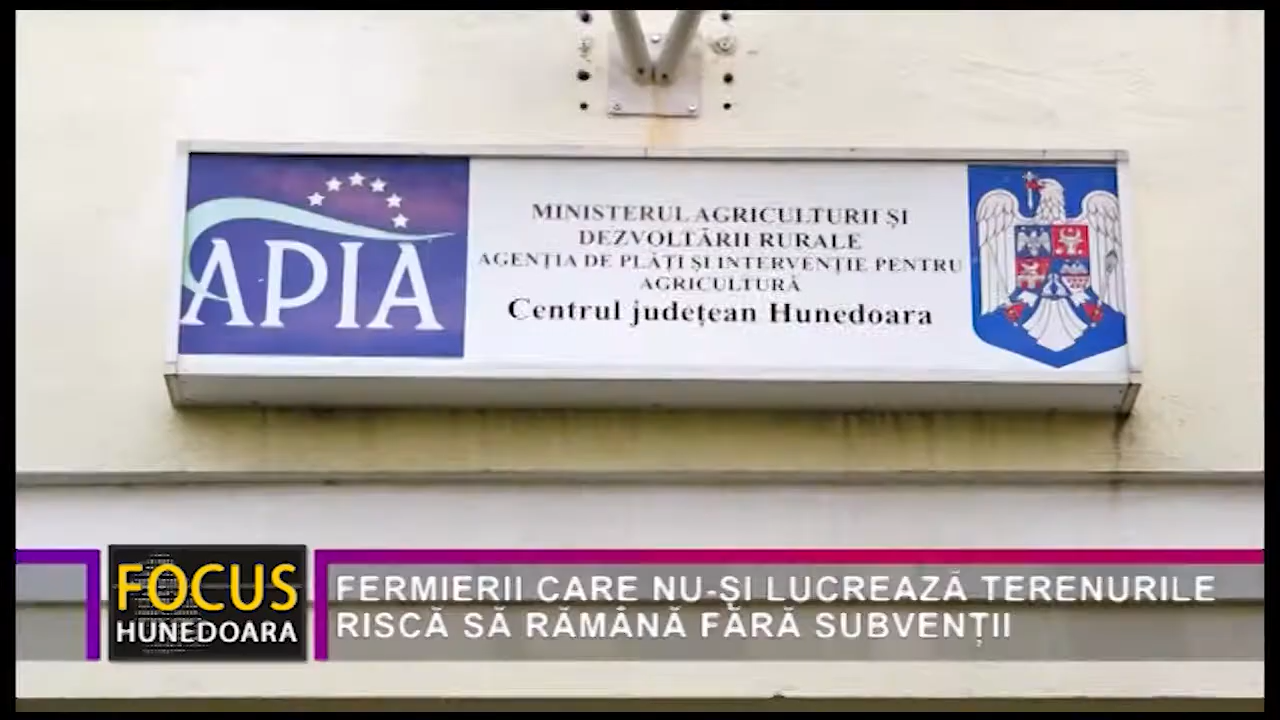 APIA
MINISTERUL AGRICULTURII ȘI
DEZVOLTĂRII RURALE
AGENȚIA DE PLĂȚI ȘI INTERVENȚIE PENTRU
AGRICULTURĂ
Centrul județean Hunedoara
FOCUS
HUNEDOARA
FERMIERII CARE NU-ȘI LUCREAZĂ TERENURILE
RISCĂ SĂ RĂMÂNĂ FĂRĂ SUBVENȚII